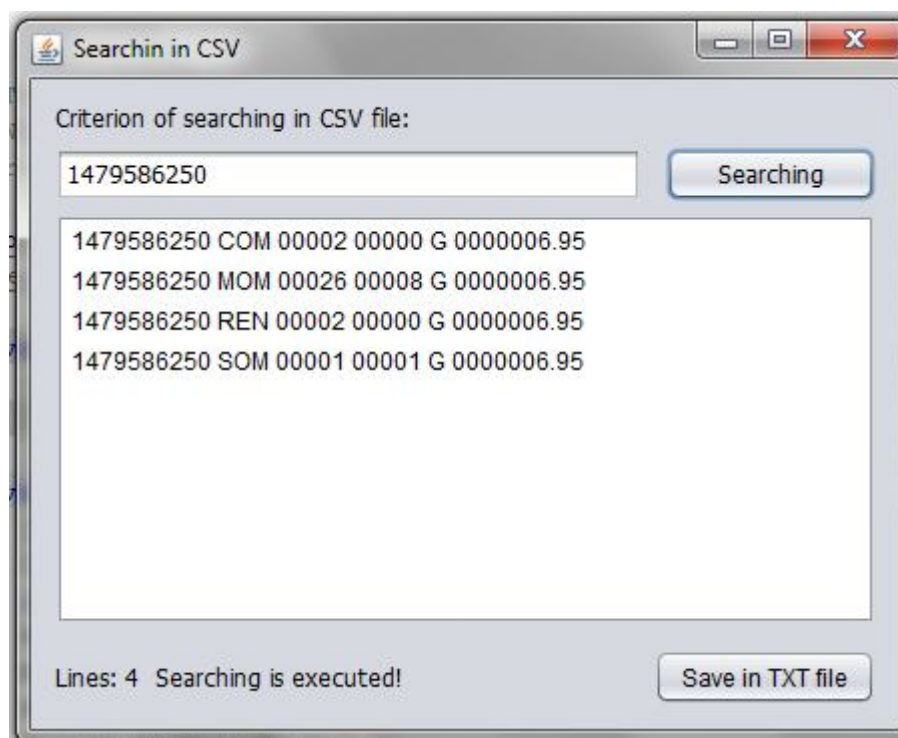 Searchin in CSV
Criterion of searching in CSV file:
1479586250 Searching
1479586250 COM 00002 00000 G 0000006.95
1479586250 MOM 00026 00008 G 0000006.95
1479586250 REN 00002 00000 G 0000006.95
1479586250 SOM 00001 00001 G 0000006.95
Lines: 4 Searching is executed! Save in TXT file